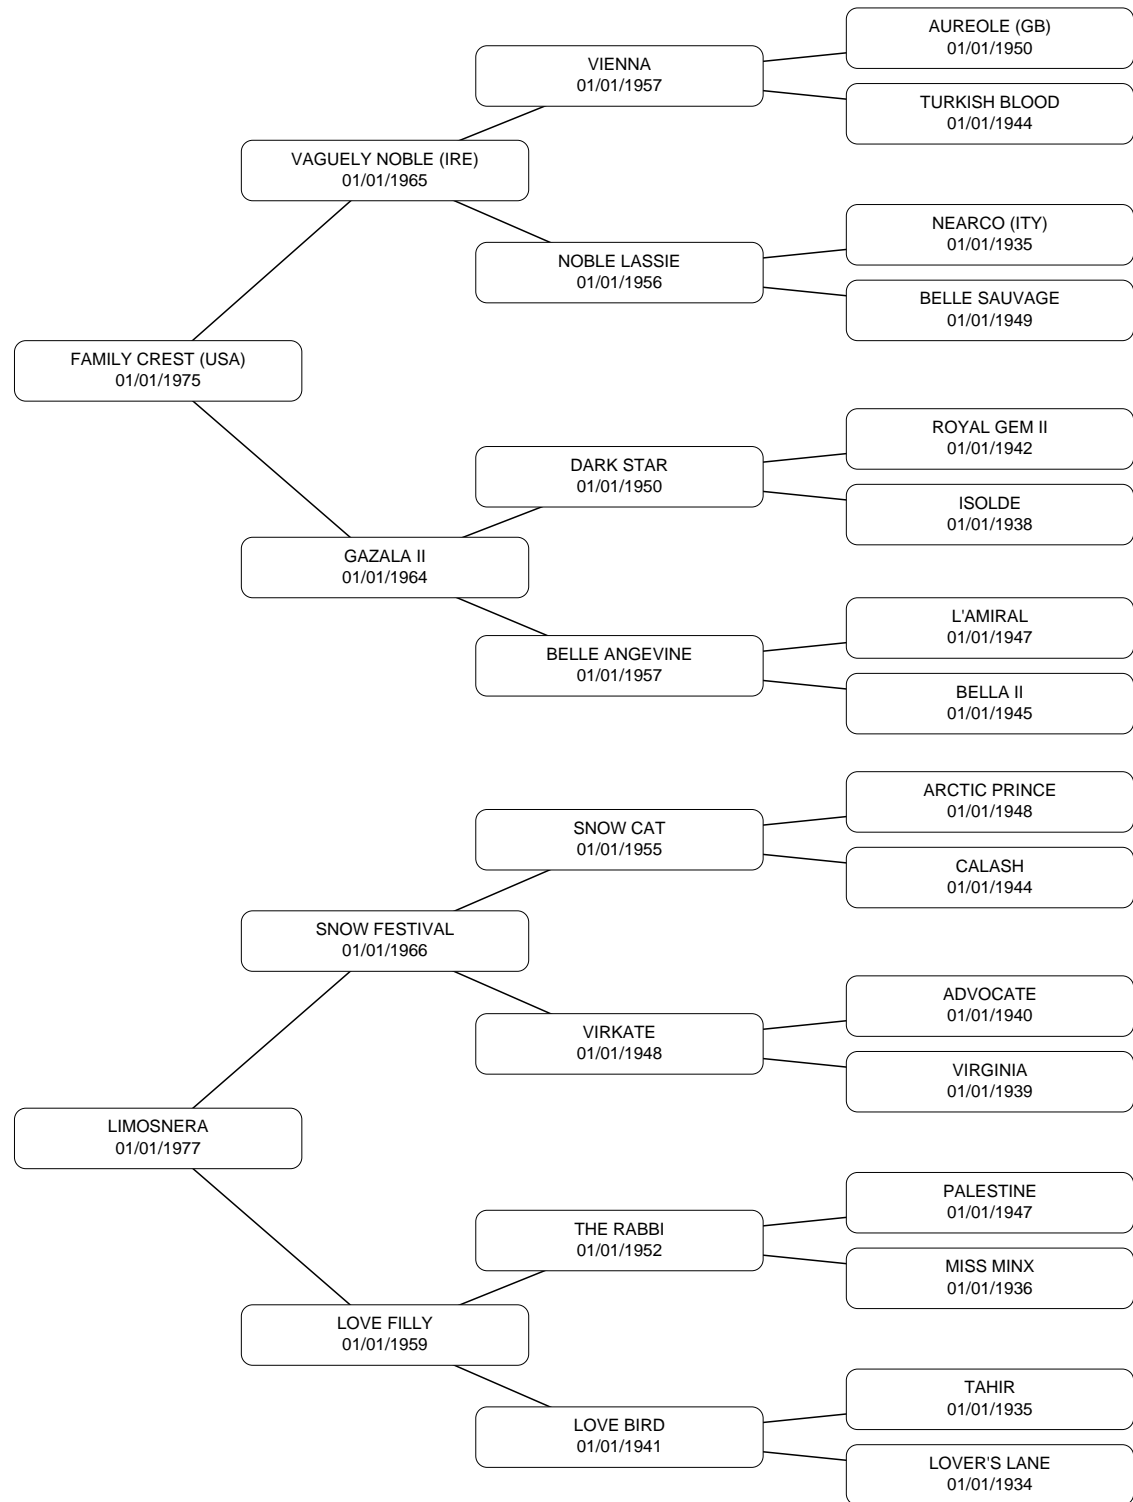 AUREOLE (GB)
01/01/1950
VIENNA
01/01/1957
TURKISH BLOOD
01/01/1944
VAGUELY NOBLE (IRE)
01/01/1965
NEARCO (ITY)
01/01/1935
NOBLE LASSIE
01/01/1956
BELLE SAUVAGE
01/01/1949
FAMILY CREST (USA)
01/01/1975
ROYAL GEM II
01/01/1942
DARK STAR
01/01/1950
ISOLDE
01/01/1938
GAZALA II
01/01/1964
L'AMIRAL
01/01/1947
BELLE ANGEVINE
01/01/1957
BELLA II
01/01/1945
ARCTIC PRINCE
01/01/1948
SNOW CAT
01/01/1955
CALASH
01/01/1944
SNOW FESTIVAL
01/01/1966
ADVOCATE
01/01/1940
VIRKATE
01/01/1948
VIRGINIA
01/01/1939
LIMOSNERA
01/01/1977
PALESTINE
01/01/1947
THE RABBI
01/01/1952
MISS MINX
01/01/1936
LOVE FILLY
01/01/1959
TAHIR
01/01/1935
LOVE BIRD
01/01/1941
LOVER'S LANE
01/01/1934